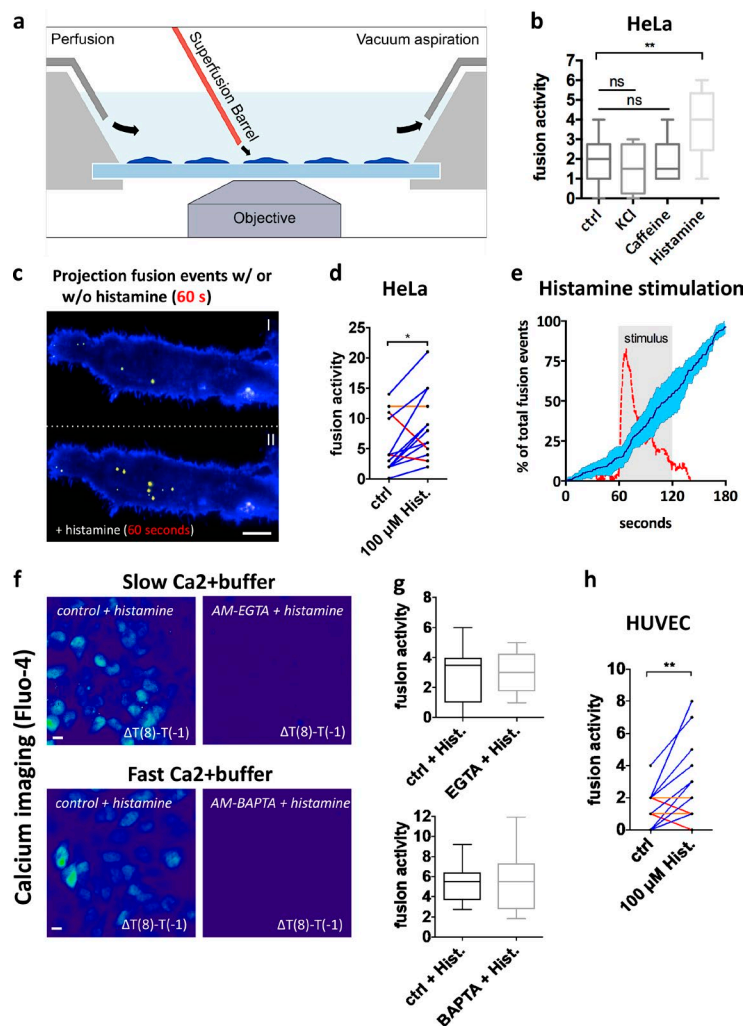 a
Perfusion
Superfusion Barrel
Vacuum aspiration
Objective
b
HeLa
**
ns
ns
fusion activity
7
6
5
4
3
2
1
0
ctrl
KCl
Caffeine
Histamine
c
Projection fusion events w/ or
w/o histamine (60 s)
I
II
+ histamine (60 seconds)
d
HeLa
*
fusion activity
25
20
15
10
5
0
ctrl
100 µM Hist.
e
Histamine stimulation
stimulus
% of total fusion events
100
75
50
25
0
0
60
120
180
seconds
f
Slow Ca2+buffer
control + histamine
AM-EGTA + histamine
ΔT(8)-T(-1)
ΔT(8)-T(-1)
Fast Ca2+buffer
control + histamine
AM-BAPTA + histamine
ΔT(8)-T(-1)
ΔT(8)-T(-1)
Calcium imaging (Fluo-4)
g
fusion activity
8
6
4
2
0
ctrl + Hist.
EGTA + Hist.
fusion activity
12
10
8
6
4
2
0
ctrl + Hist.
BAPTA + Hist.
h
HUVEC
**
fusion activity
10
8
6
4
2
0
ctrl
100 µM Hist.